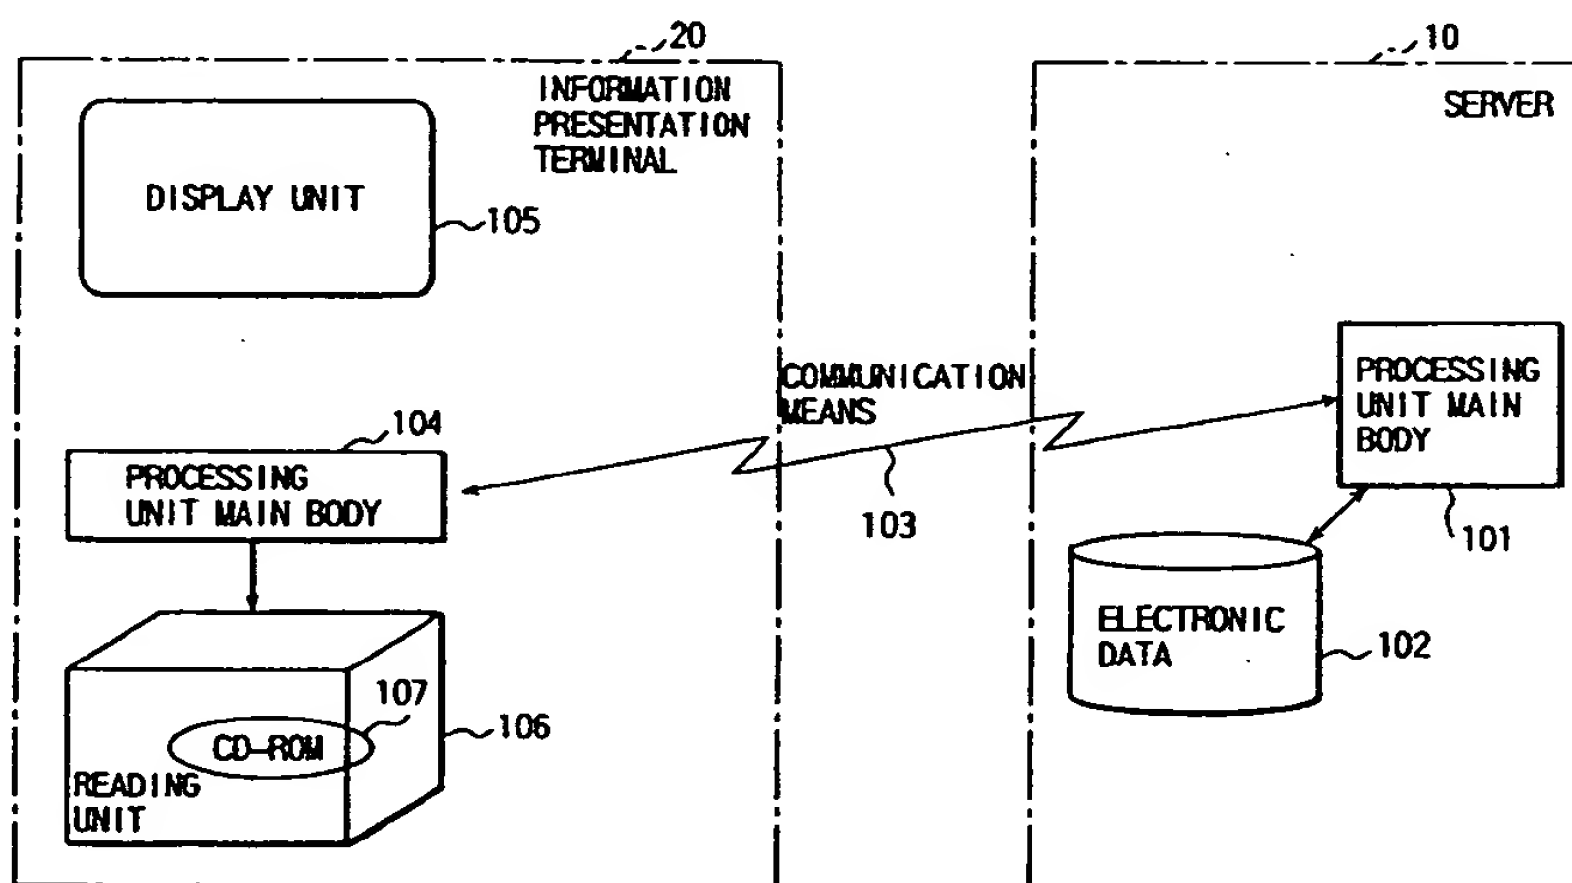 20
INFORMATION
PRESENTATION
TERMINAL
DISPLAY UNIT
105
104
PROCESSING
UNIT MAIN BODY
107
CD-ROM
106
READING
UNIT
COMMUNICATION
MEANS
103
10
SERVER
PROCESSING
UNIT MAIN
BODY
101
ELECTRONIC
DATA
102